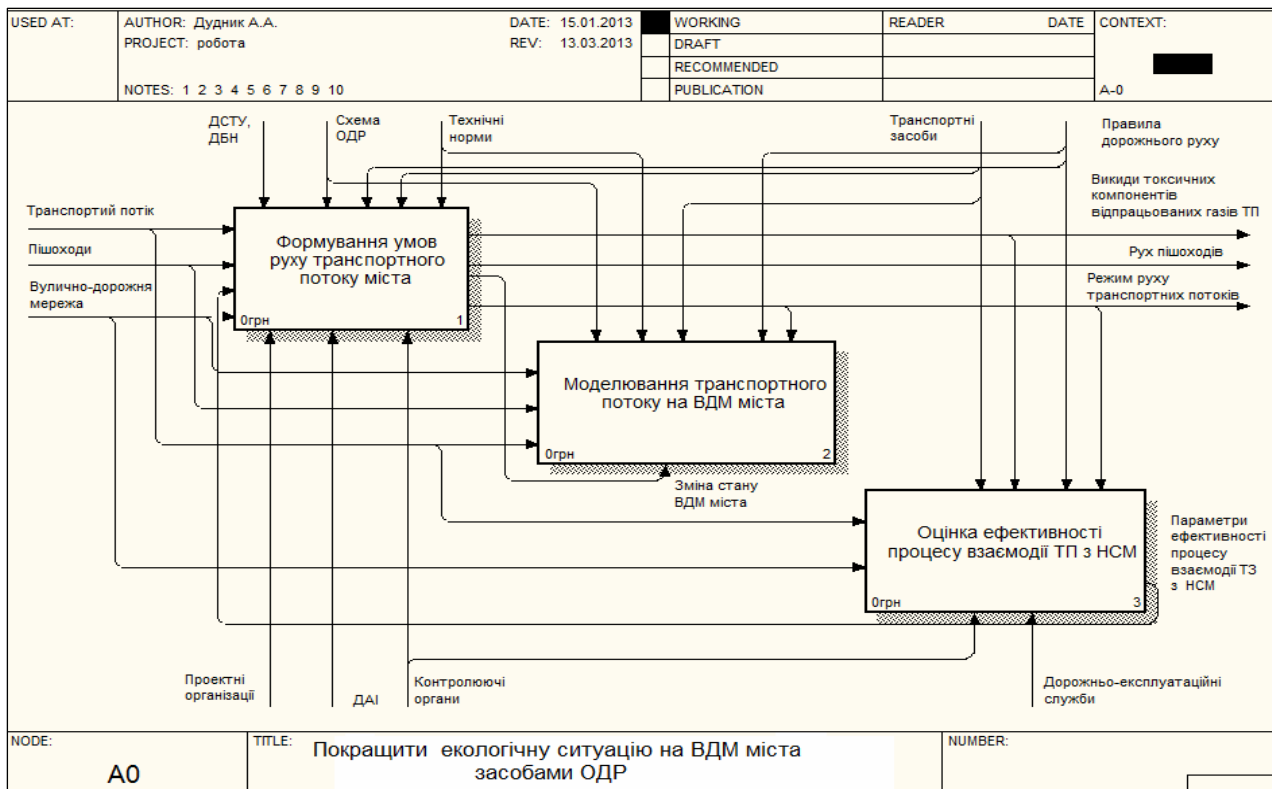 USED AT:
AUTHOR: Дудник А.А.
DATE: 15.01.2013
WORKING
READER
DATE
CONTEXT:
PROJECT: робота
REV: 13.03.2013
DRAFT
RECOMMENDED
NOTES: 1 2 3 4 5 6 7 8 9 10
PUBLICATION
A-0
ДСТУ,
ДБН
Схема
ОДР
Технічні
норми
Транспортні
засоби
Правила
дорожнього руху
Викиди токсичних
компонентів
відпрацьованих газів ТП
Транспортий потік
Пішоходи
Вулично-дорожня
мережа
Формування умов
руху транспортного
потоку міста
0грн
1
Рух пішоходів
Режим руху
транспортних потоків
Моделювання транспортного
потоку на ВДМ міста
0грн
2
Зміна стану
ВДМ міста
Оцінка ефективності
процесу взаємодії ТП з НСМ
0грн
3
Параметри
ефективності
процесу
взаємодії ТЗ
з НСМ
Проектні
організації
ДАІ
Контролюючі
органи
Дорожньо-експлуатаційні
служби
NODE:
A0
TITLE:
Покращити екологічну ситуацію на ВДМ міста
засобами ОДР
NUMBER: